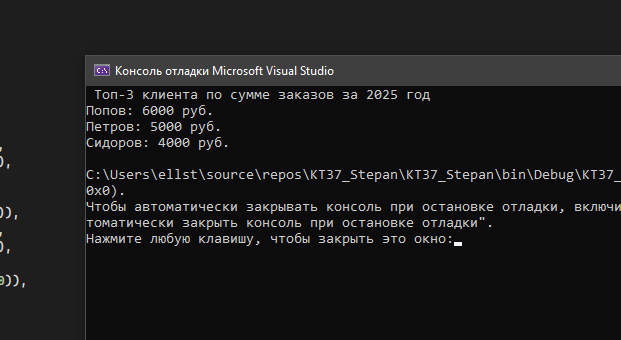 Консоль отладки Microsoft Visual Studio
Топ-3 клиента по сумме заказов за 2025 год
Попов: 6000 руб.
Петров: 5000 руб.
Сидоров: 4000 руб.
C:\Users\ellst\source\repos\KT37_Stepan\KT37_Stepan\bin\Debug\KT37_
0x0).
Чтобы автоматически закрывать консоль при остановке отладки, включи
томатически закрыть консоль при остановке отладки".
Нажмите любую клавишу, чтобы закрыть это окно:
)),
)),